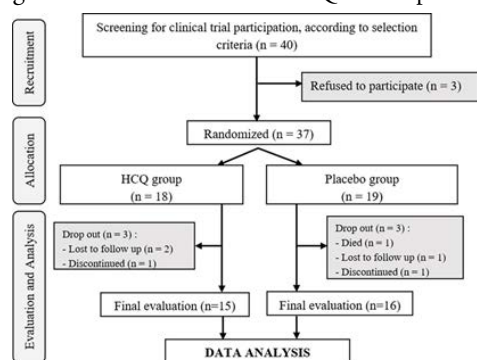 Recruitment
Screening for clinical trial participation, according to selection
criteria (n = 40)
Refused to participate (n = 3)
Allocation
Randomized (n = 37)
HCQ group
(n = 18)
Placebo group
(n = 19)
Evaluation and Analysis
Drop out (n = 3) :
- Lost to follow up (n = 2)
- Discontinued (n = 1)
Drop out (n = 3) :
- Died (n = 1)
- Lost to follow up (n = 1)
- Discontinued (n = 1)
Final evaluation (n=15)
Final evaluation (n=16)
DATA ANALYSIS